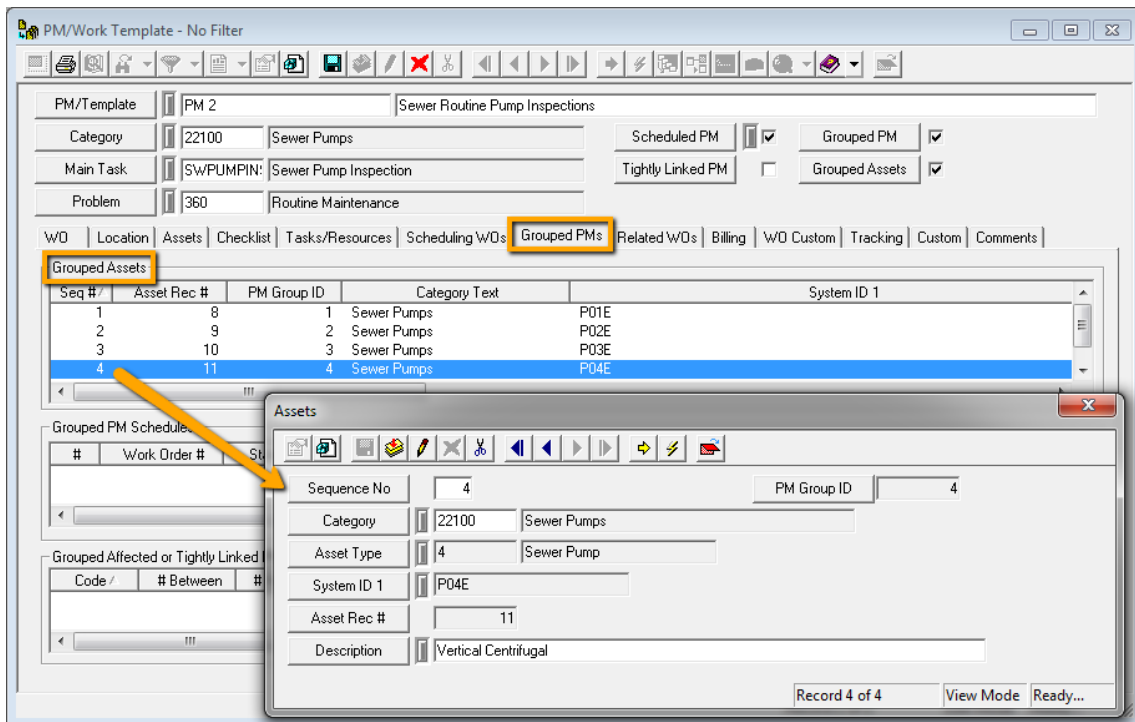 PM/Work Template - No Filter
PM/Template PM 2 Sewer Routine Pump Inspections
Category 22100 Sewer Pumps Scheduled PM Grouped PM
Main Task SWPUMPIN: Sewer Pump Inspection Tightly Linked PM Grouped Assets
Problem 360 Routine Maintenance
WO Location Assets Checklist Tasks/Resources Scheduling WOs Grouped PMs Related WOs Billing WO Custom Tracking Custom Comments
Grouped Assets
Seq # Asset Rec # PM Group ID Category Text System ID 1
1 8 1 Sewer Pumps P01E
2 9 2 Sewer Pumps P02E
3 10 3 Sewer Pumps P03E
4 11 4 Sewer Pumps P04E
Assets
Grouped PM Schedule
# Work Order #
Sequence No 4 PM Group ID 4
Category 22100 Sewer Pumps
Asset Type 4 Sewer Pump
Grouped Affected or Tightly Linked
Code # Between #
System ID 1 P04E
Asset Rec # 11
Description Vertical Centrifugal
Record 4 of 4 View Mode Ready...